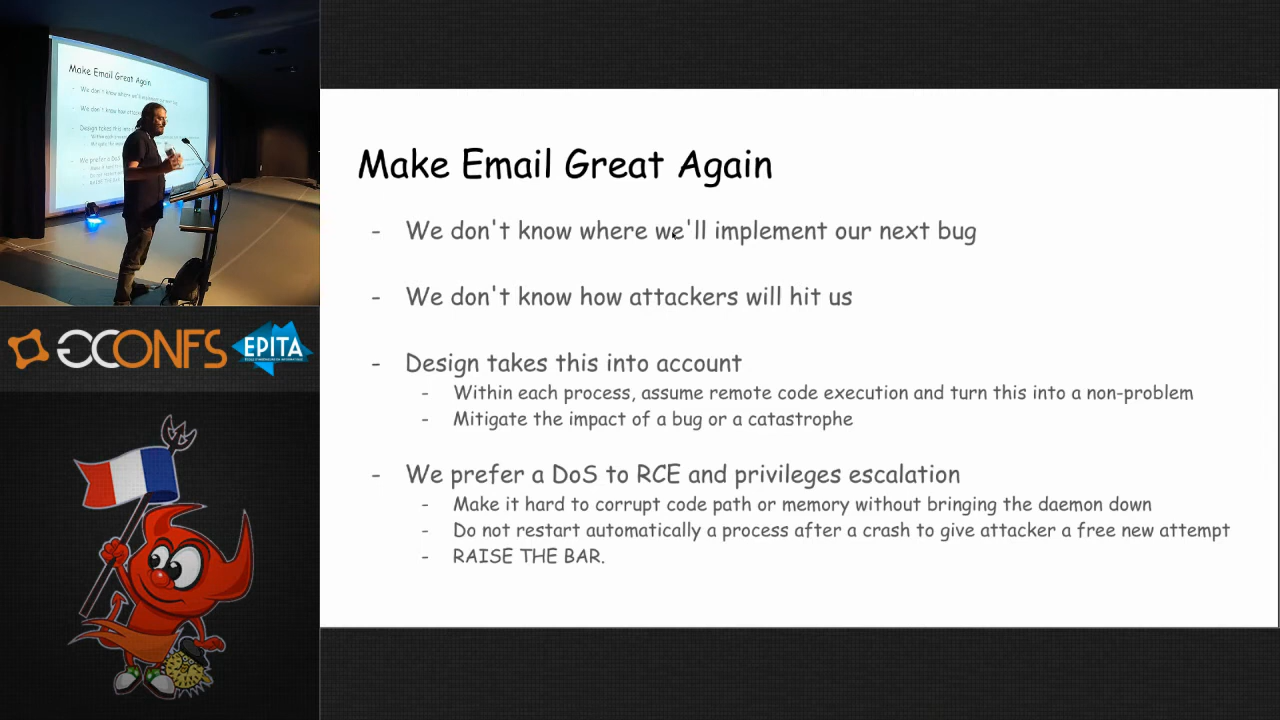 Make Email Great Again
- We don't know where we'll implement our next bug
- We don't know how attackers will hit us
- Design takes this into account
- Within each process, assume remote code execution and turn this into a non-problem
- Mitigate the impact of a bug or a catastrophe
- We prefer a DoS to RCE and privileges escalation
- Make it hard to corrupt code path or memory without bringing the daemon down
- Do not restart automatically a process after a crash to give attacker a free new attempt
- RAISE THE BAR.
Make Email Great Again
GCONFS
EPITA